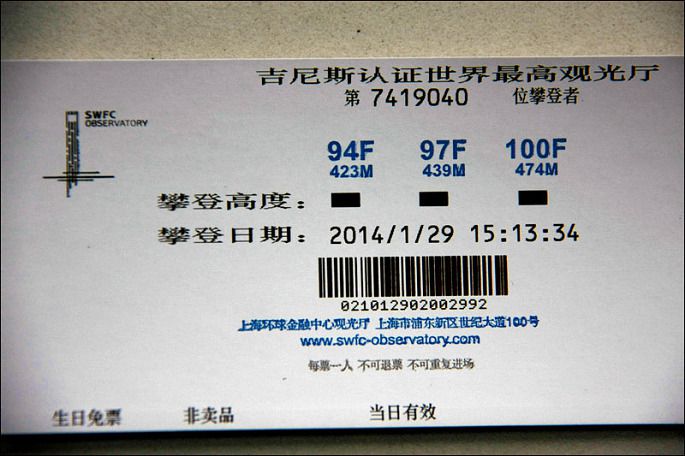 吉尼斯认证世界最高观光厅
第 7419040 位攀登者
SWFC
OBSERVATORY
94F 97F 100F
423M 439M 474M
攀登高度：
攀登日期：2014/1/29 15:13:34
021012902002992
上海环球金融中心观光厅 上海市浦东新区世纪大道100号
www.swfc-observatory.com
每票一人 不可退票 不可重复进场
生日免票 非卖品 当日有效